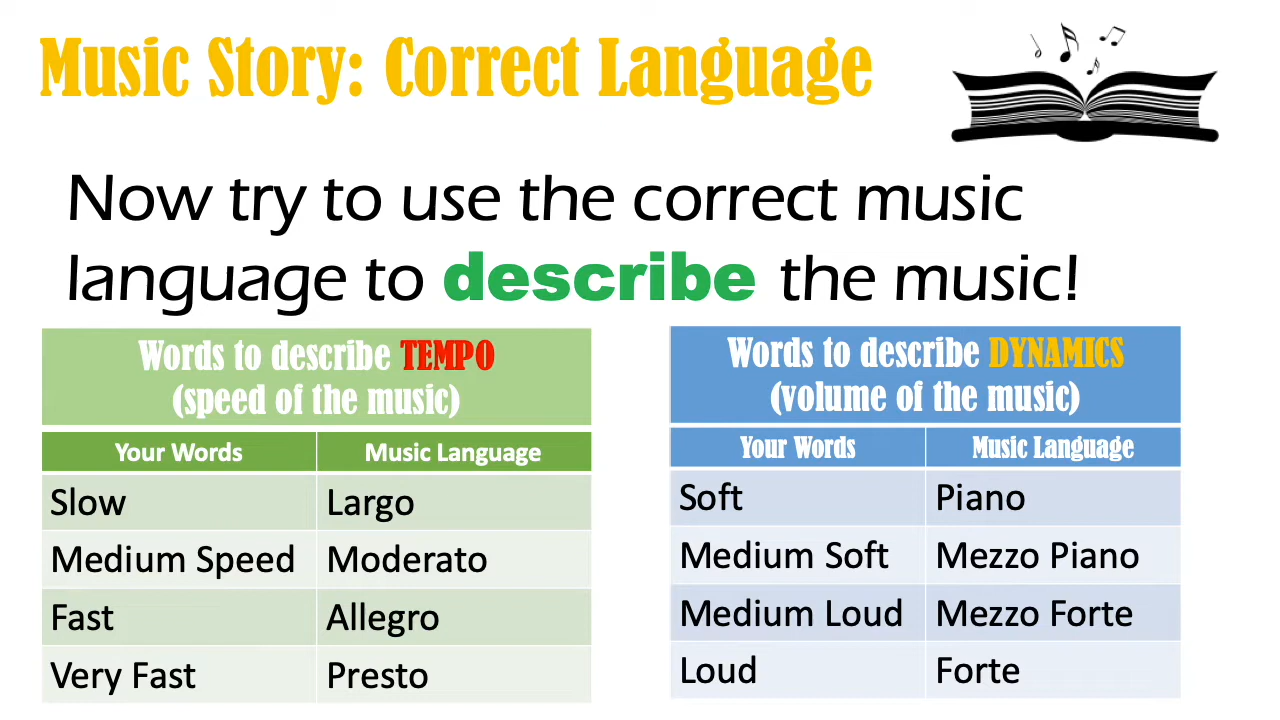 Music Story: Correct Language
Now try to use the correct music
language to describe the music!
Words to describe TEMPO
(speed of the music)
Your Words Music Language
Slow Largo
Medium Speed Moderato
Fast Allegro
Very Fast Presto
Words to describe DYNAMICS
(volume of the music)
Your Words Music Language
Soft Piano
Medium Soft Mezzo Piano
Medium Loud Mezzo Forte
Loud Forte